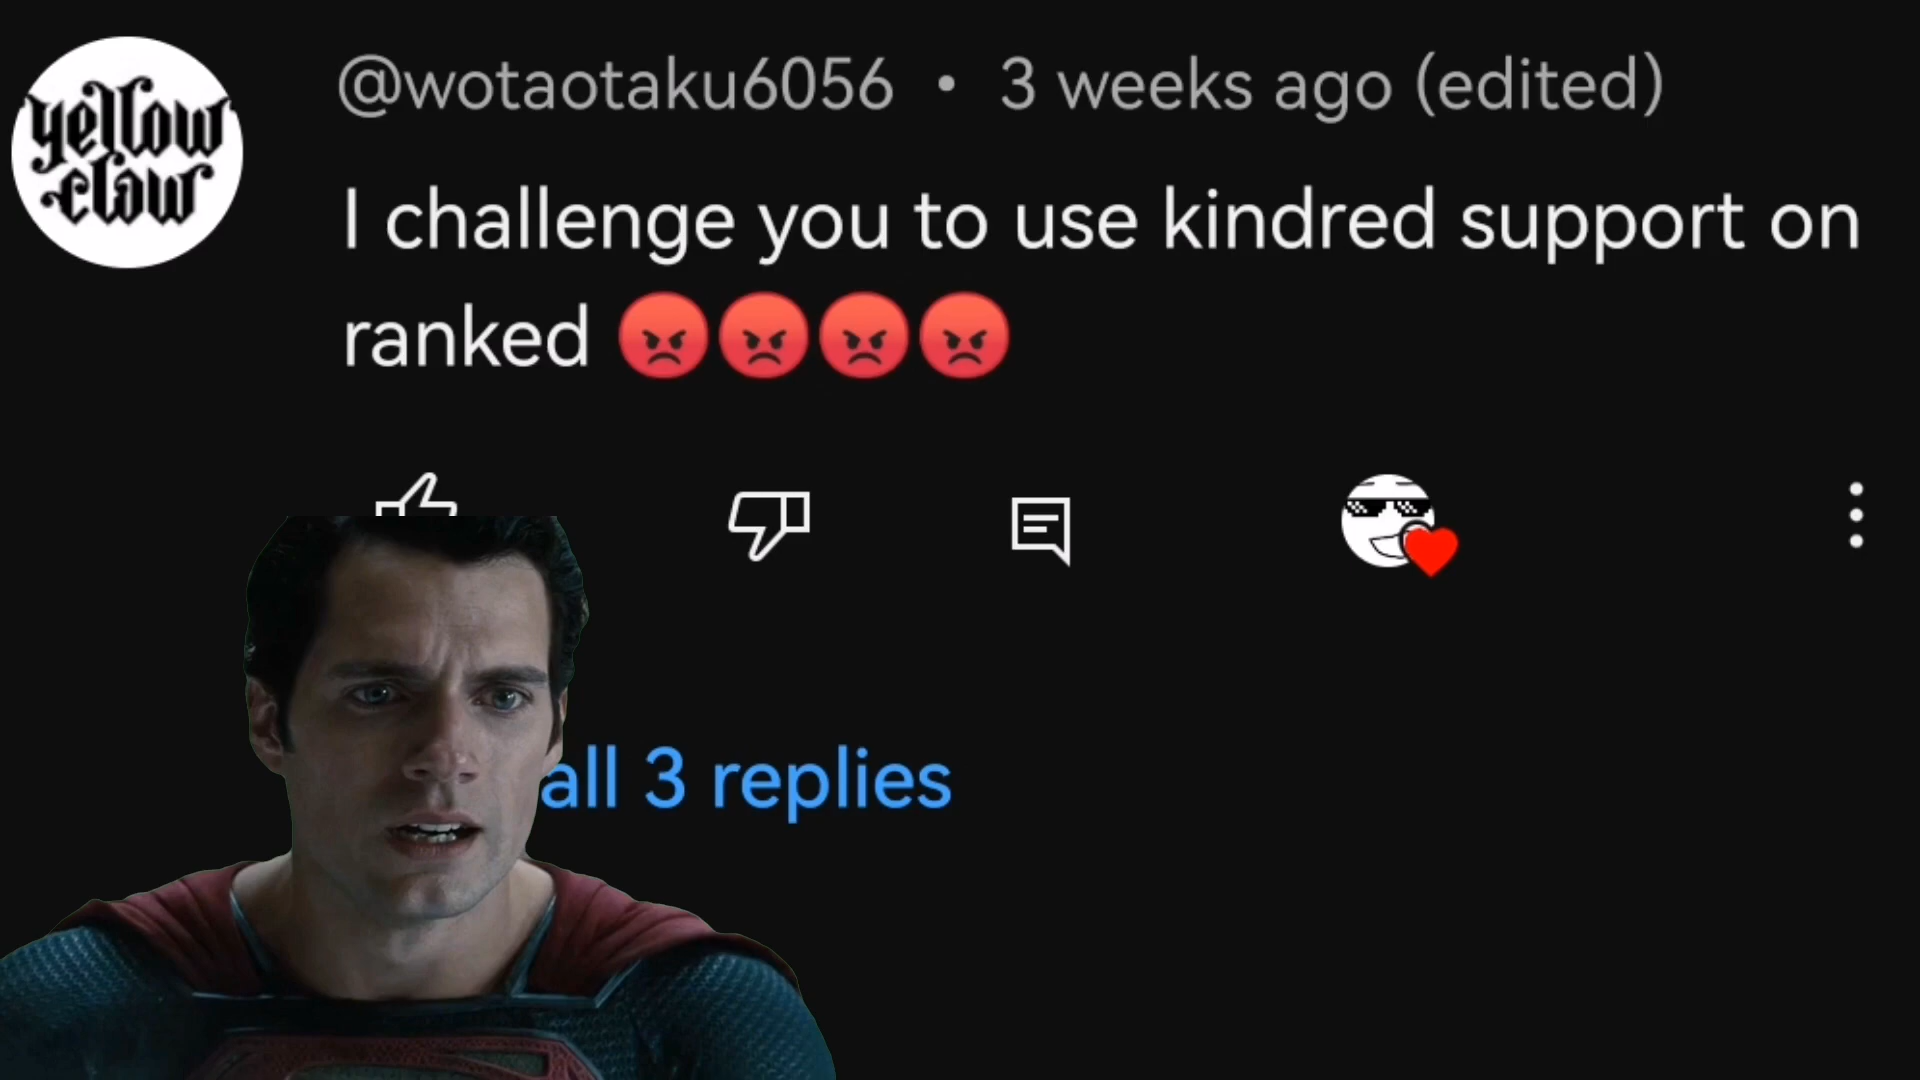 yellow
claw
@wotaotaku6056 • 3 weeks ago (edited)
I challenge you to use kindred support on
ranked 😡😡😡😡
all 3 replies